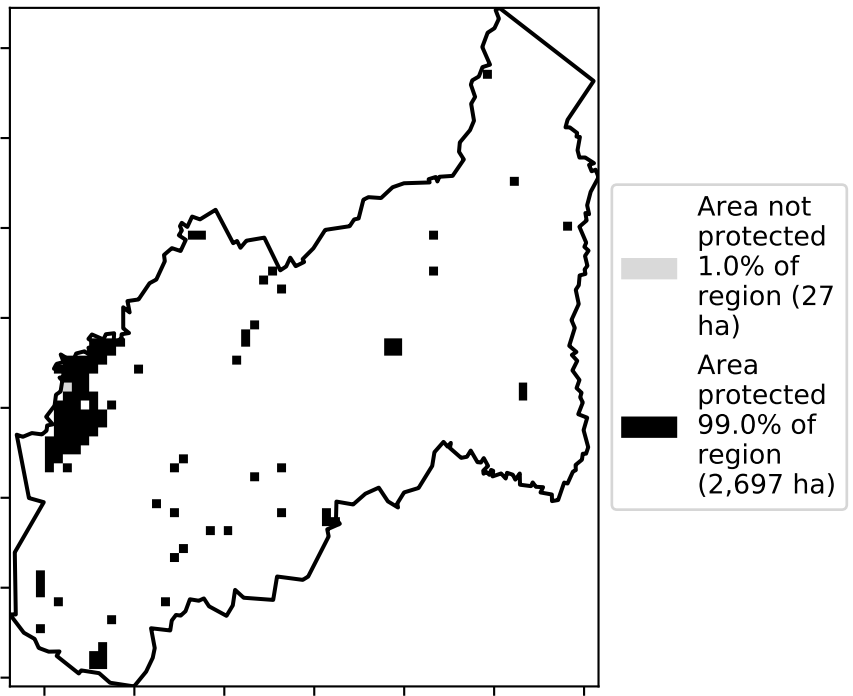 Area not
protected
1.0% of
region (27
ha)
Area
protected
99.0% of
region
(2,697 ha)